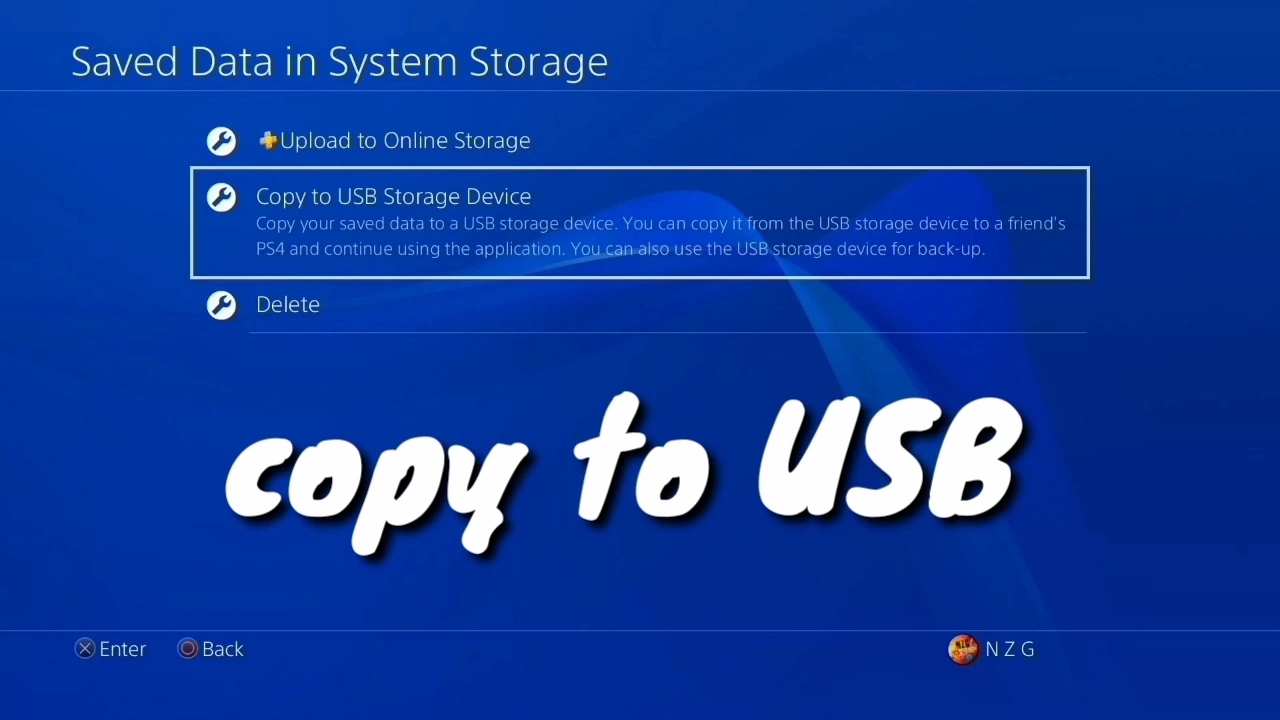 Saved Data in System Storage
Upload to Online Storage
Copy to USB Storage Device
Copy your saved data to a USB storage device. You can copy it from the USB storage device to a friend's
PS4 and continue using the application. You can also use the USB storage device for back-up.
Delete
copy to USB
Enter Back N Z G